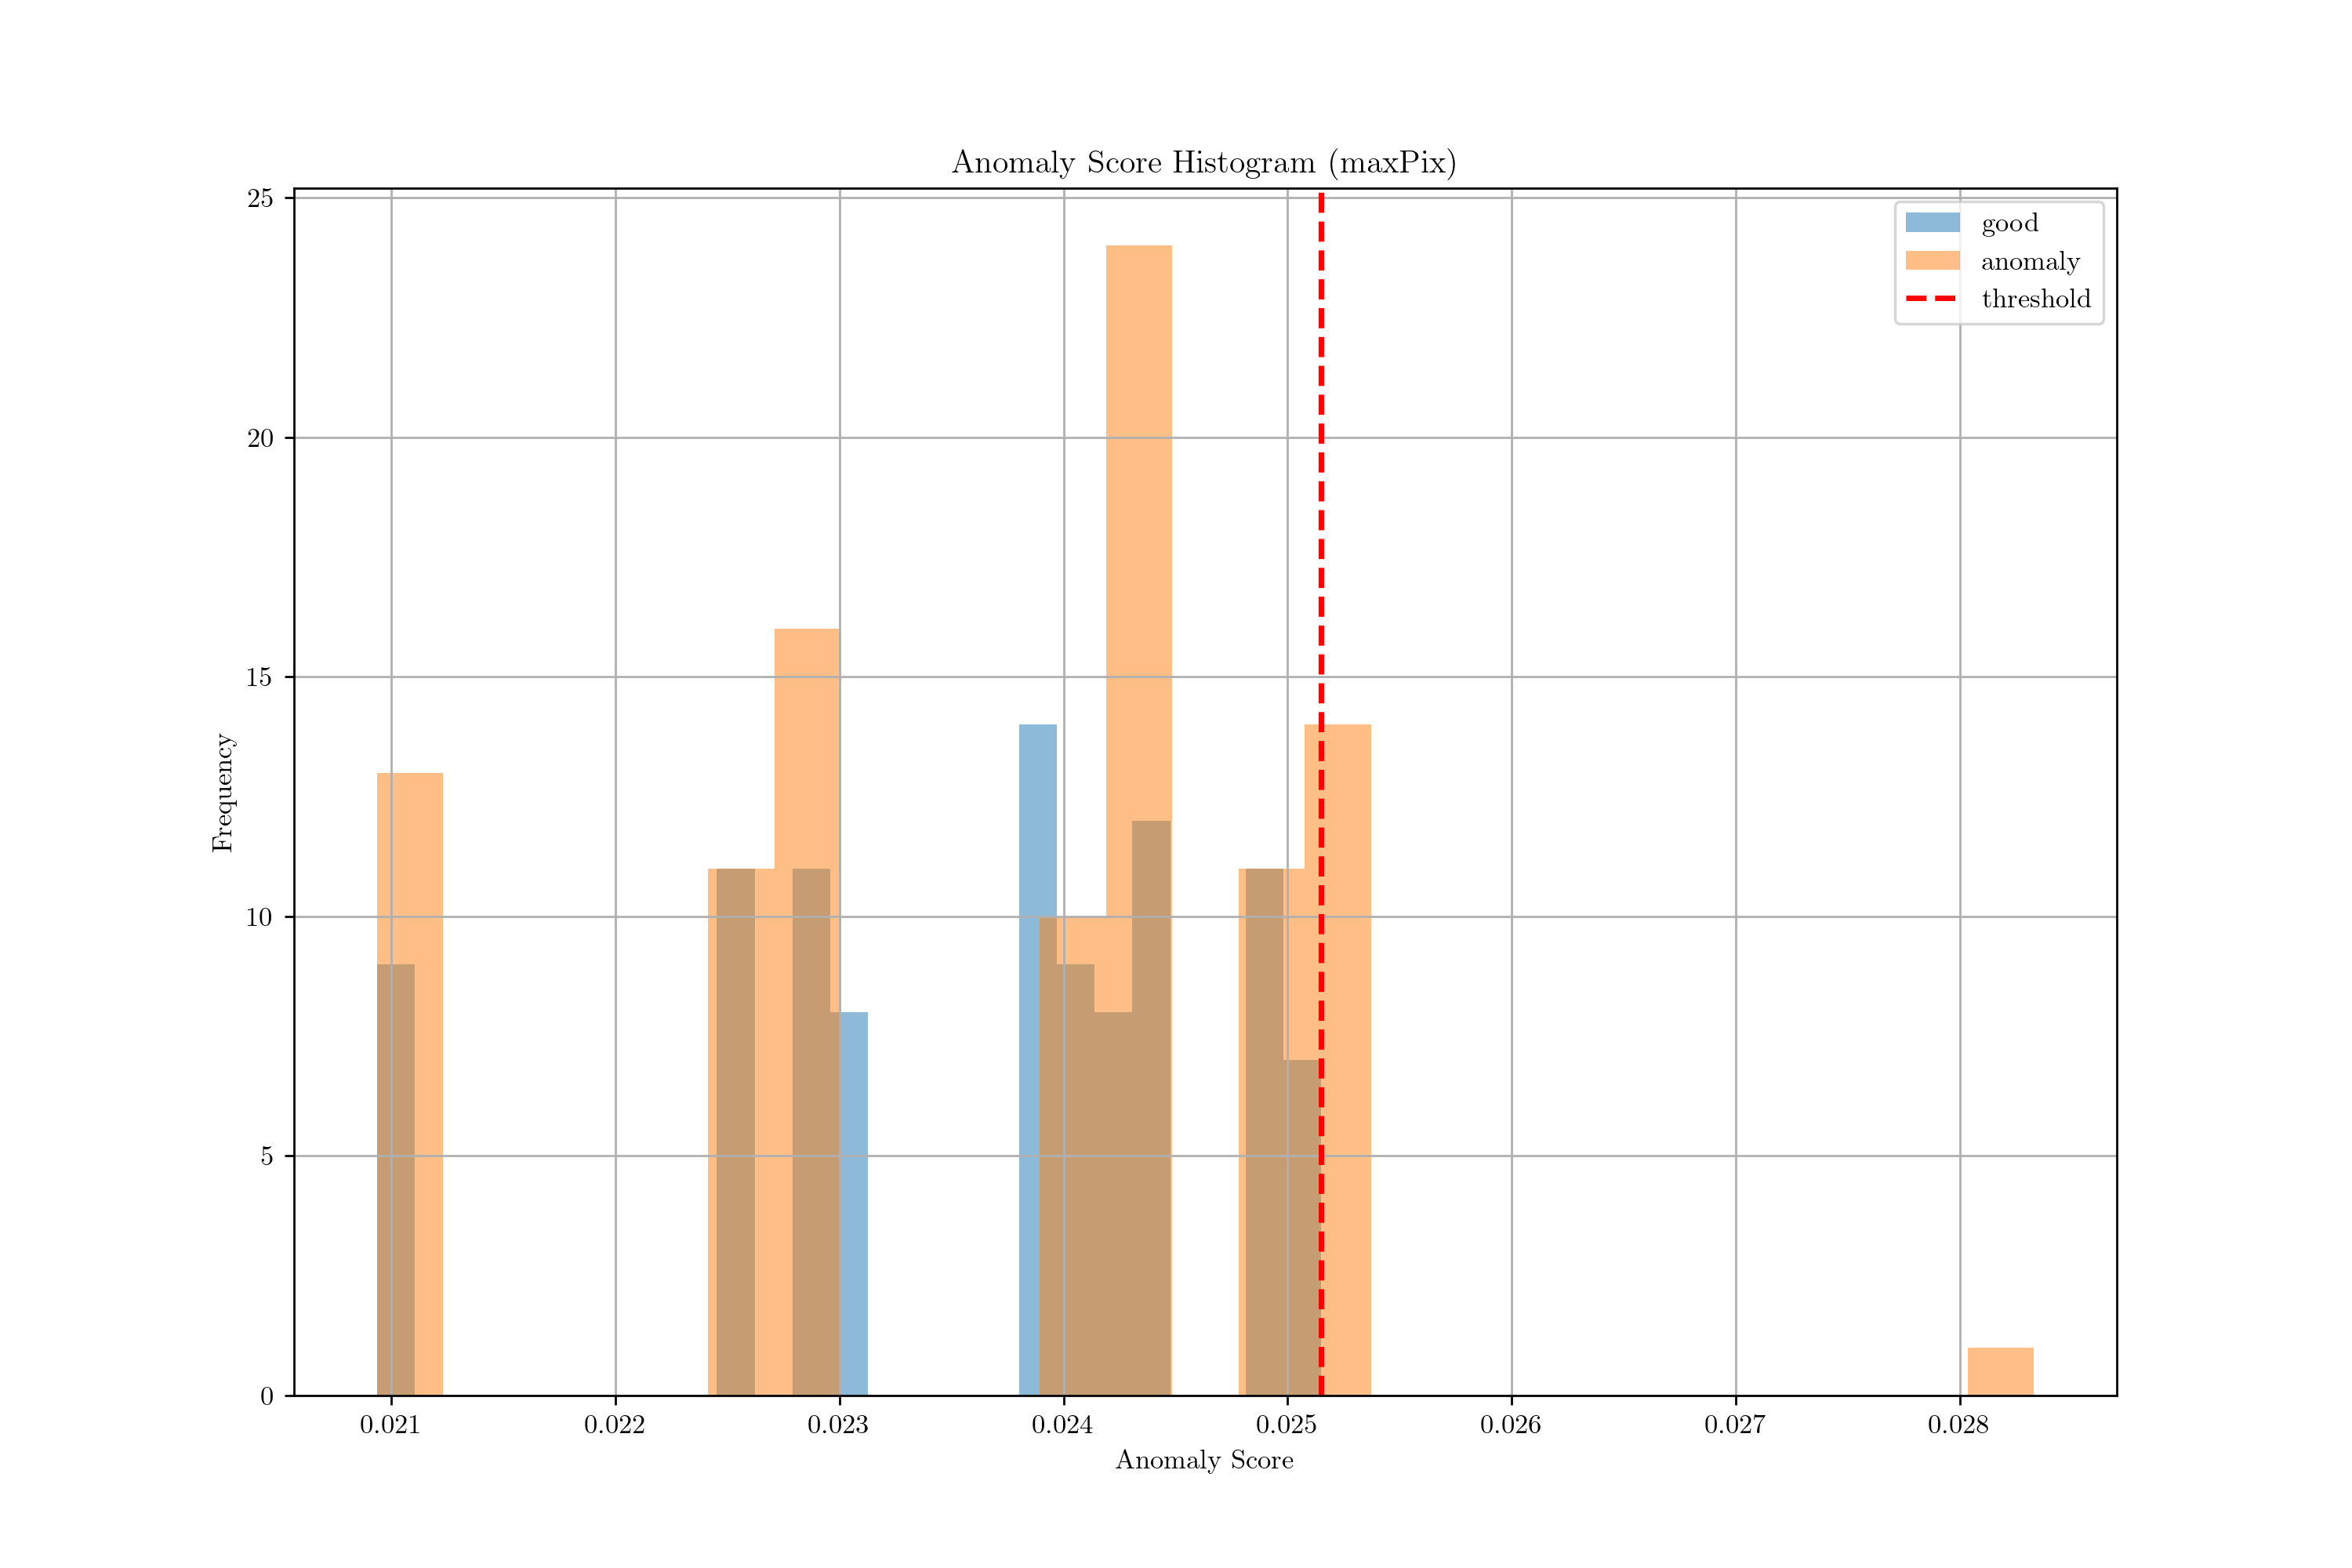 Anomaly Score Histogram (maxPix)
25
20
15
10
5
0
Frequency
good
anomaly
threshold
0.021 0.022 0.023 0.024 0.025 0.026 0.027 0.028
Anomaly Score